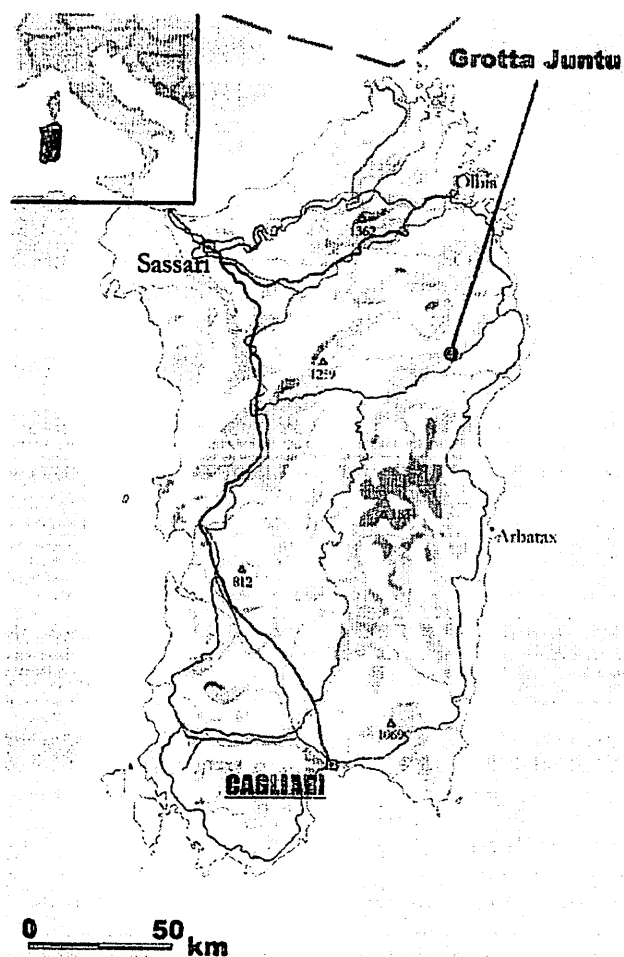 Grotta Juntu
Olbia
1362
Sassari
1259
Arbatax
812
1069
CAGLIARI
0 50
km